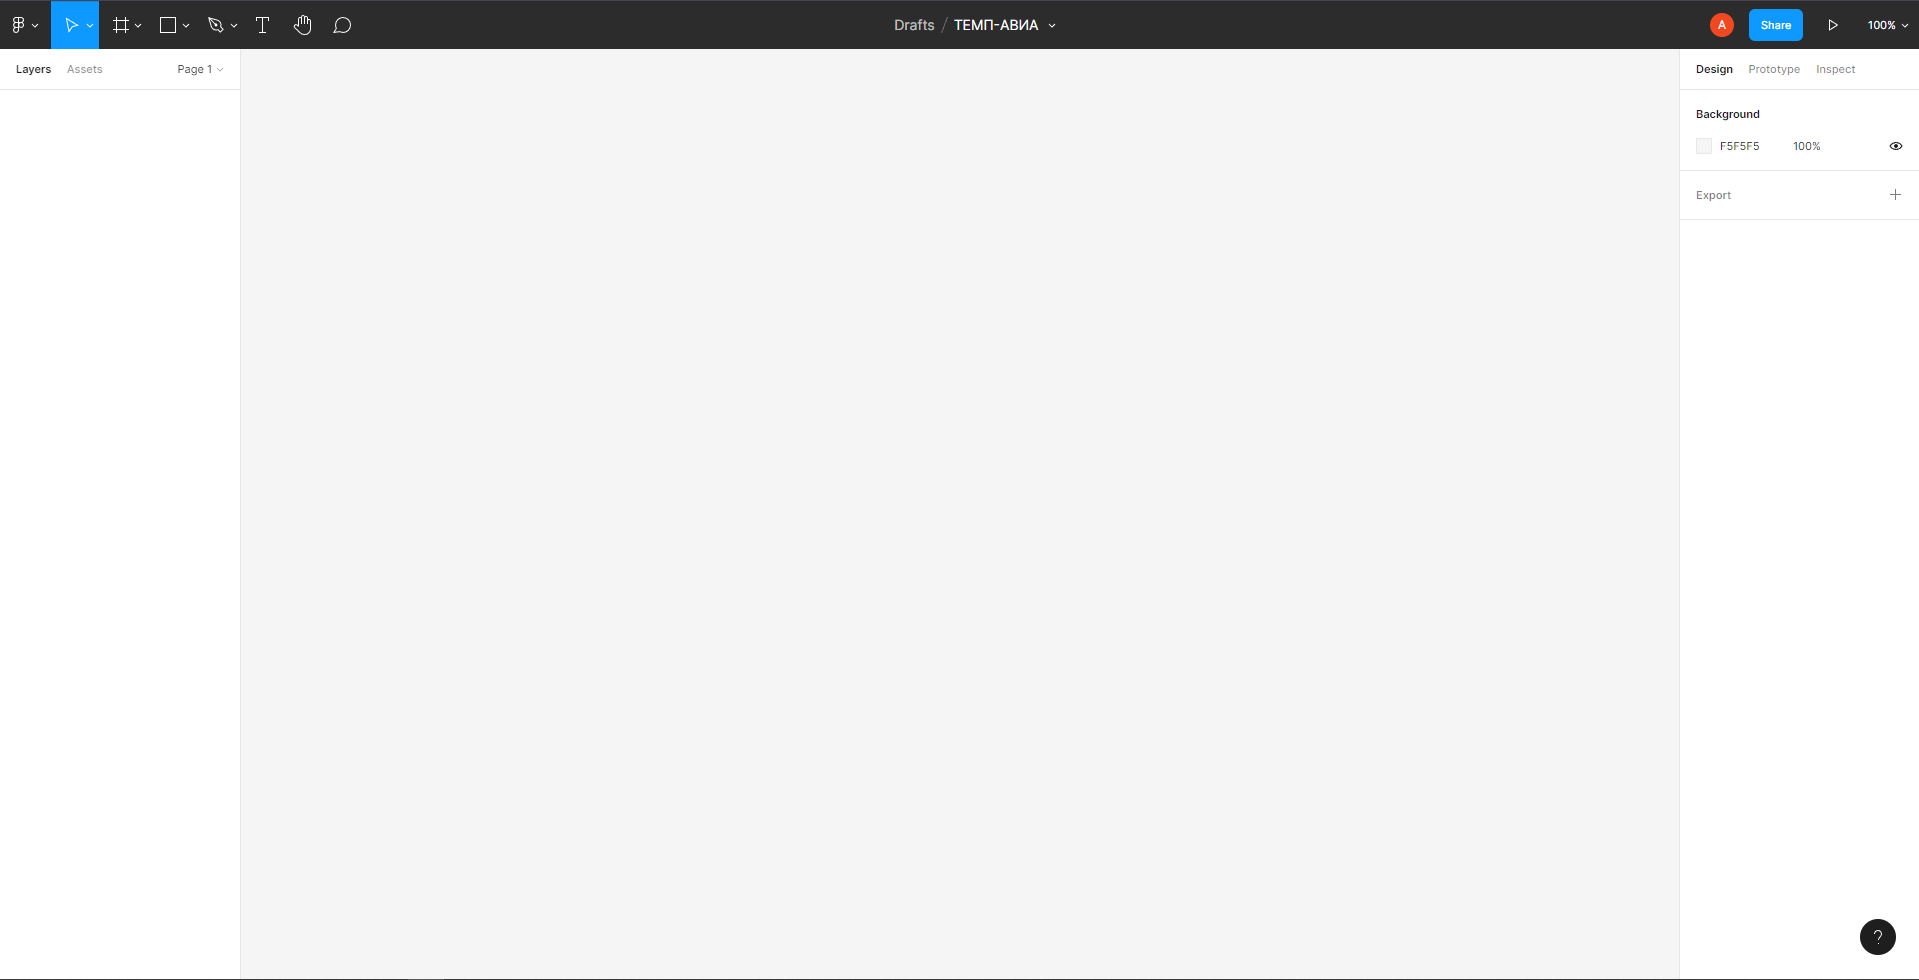 Drafts / ТЕМП-АВИА
A
Share
100%
Layers Assets Page 1
Design Prototype Inspect
Background
F5F5F5 100%
Export
?